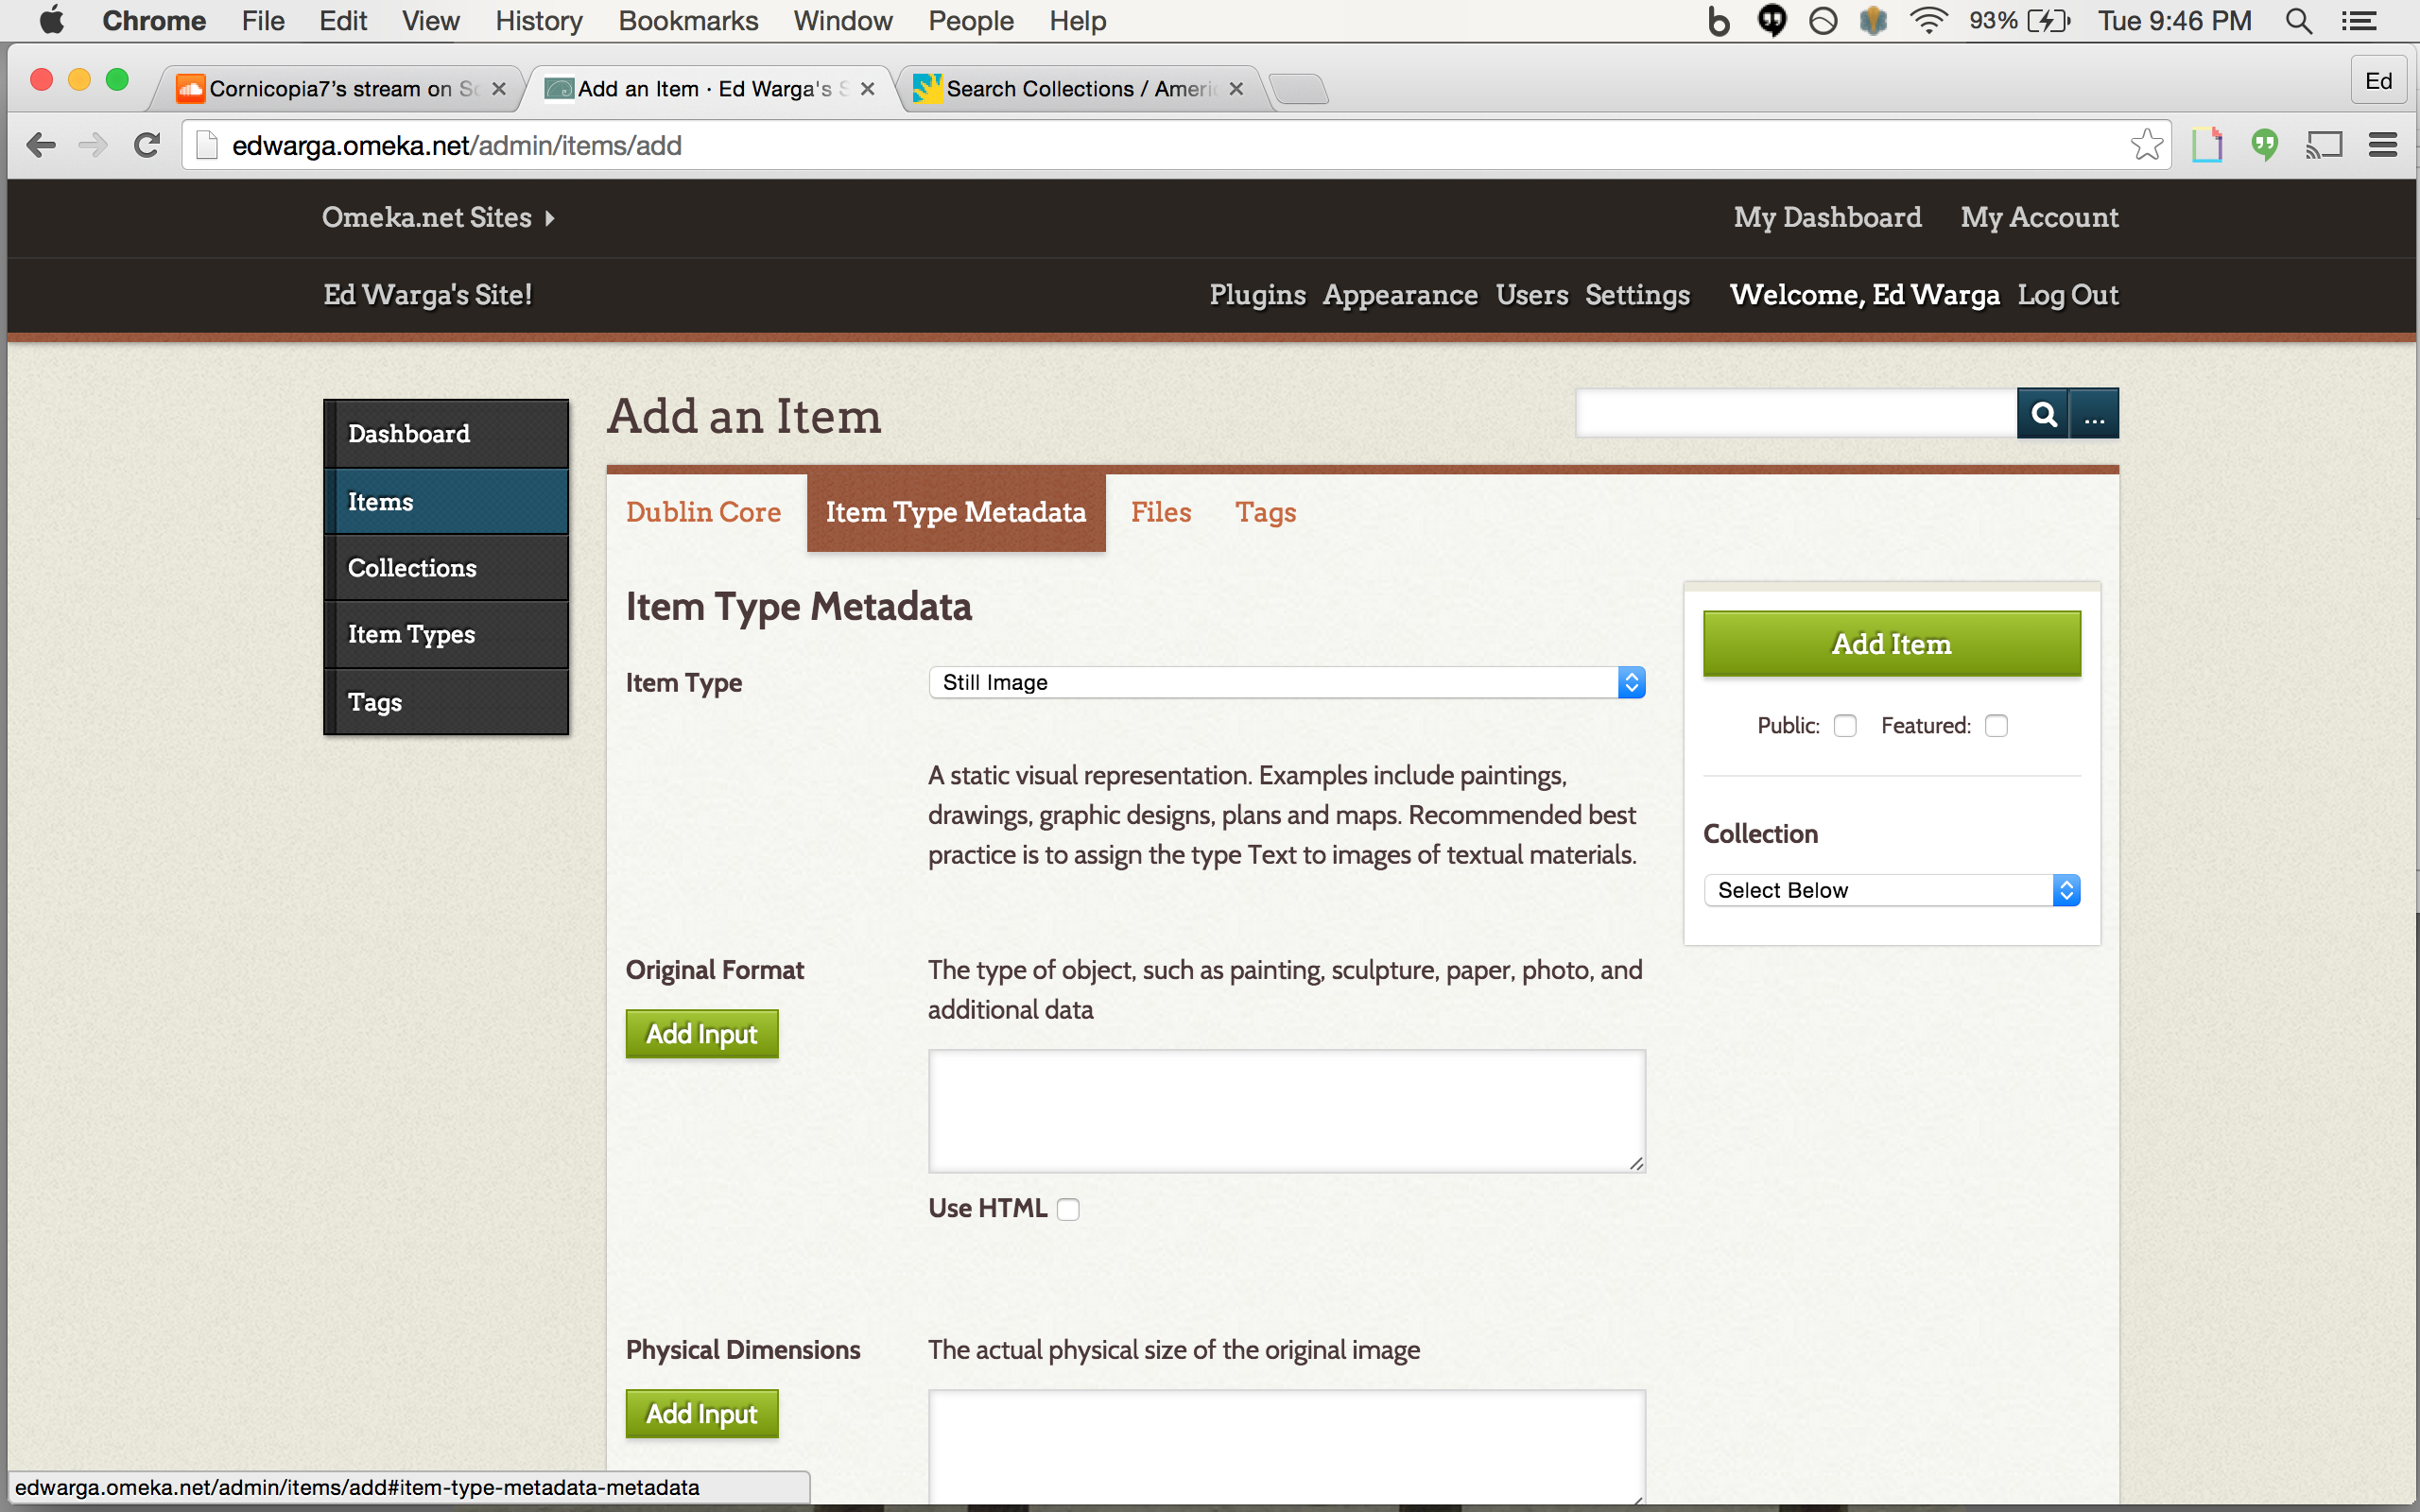 Chrome File Edit View History Bookmarks Window People Help 93% Tue 9:46 PM
Cornicopia7's stream on S
Add an Item · Ed Warga's S
Search Collections / Ameri
Ed
edwarga.omeka.net/admin/items/add
Omeka.net Sites
My Dashboard My Account
Ed Warga's Site!
Plugins Appearance Users Settings Welcome, Ed Warga Log Out
Dashboard
Items
Collections
Item Types
Tags
Add an Item
...
Dublin Core Item Type Metadata Files Tags
Item Type Metadata
Item Type Still Image
A static visual representation. Examples include paintings,
drawings, graphic designs, plans and maps. Recommended best
practice is to assign the type Text to images of textual materials.
Original Format
Add Input
The type of object, such as painting, sculpture, paper, photo, and
additional data
Use HTML
Physical Dimensions
Add Input
The actual physical size of the original image
Add Item
Public: Featured:
Collection
Select Below
edwarga.omeka.net/admin/items/add#item-type-metadata-metadata